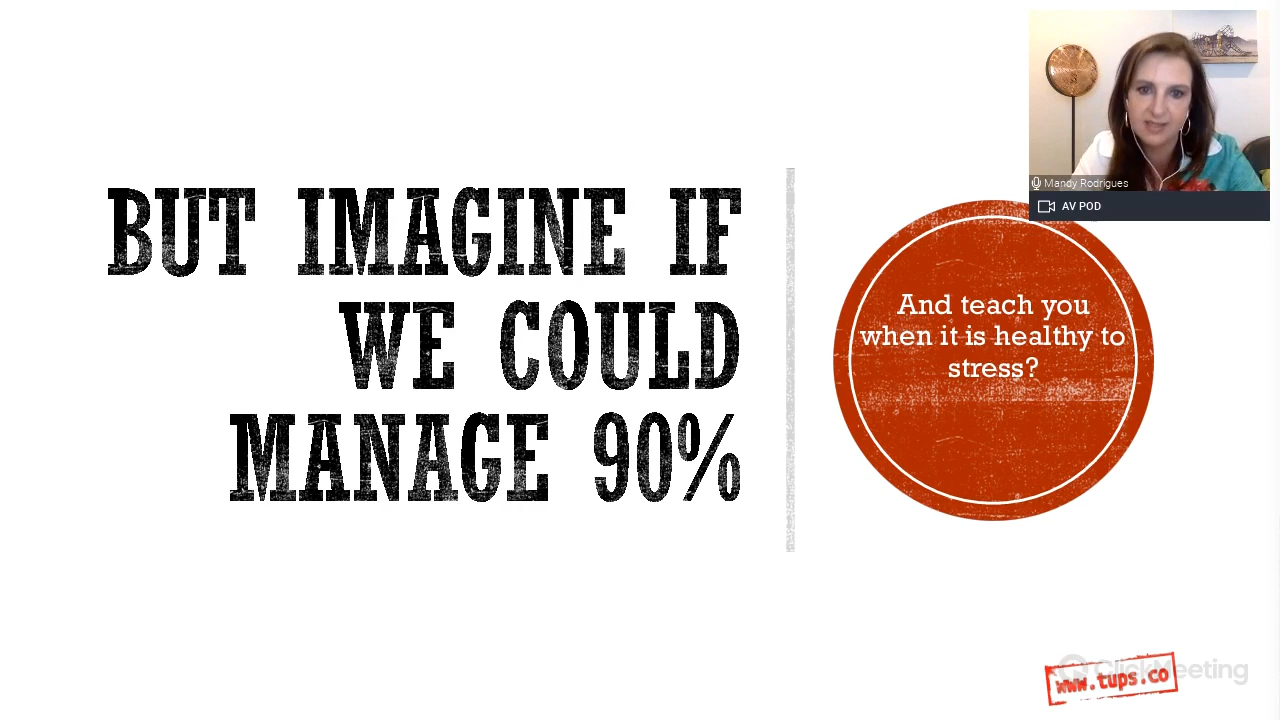 BUT IMAGINE IF
WE COULD
MANAGE 90%
And teach you
when it is healthy to
stress?
Mandy Rodrigues
AV POD
ClickMeeting
www.tups.co